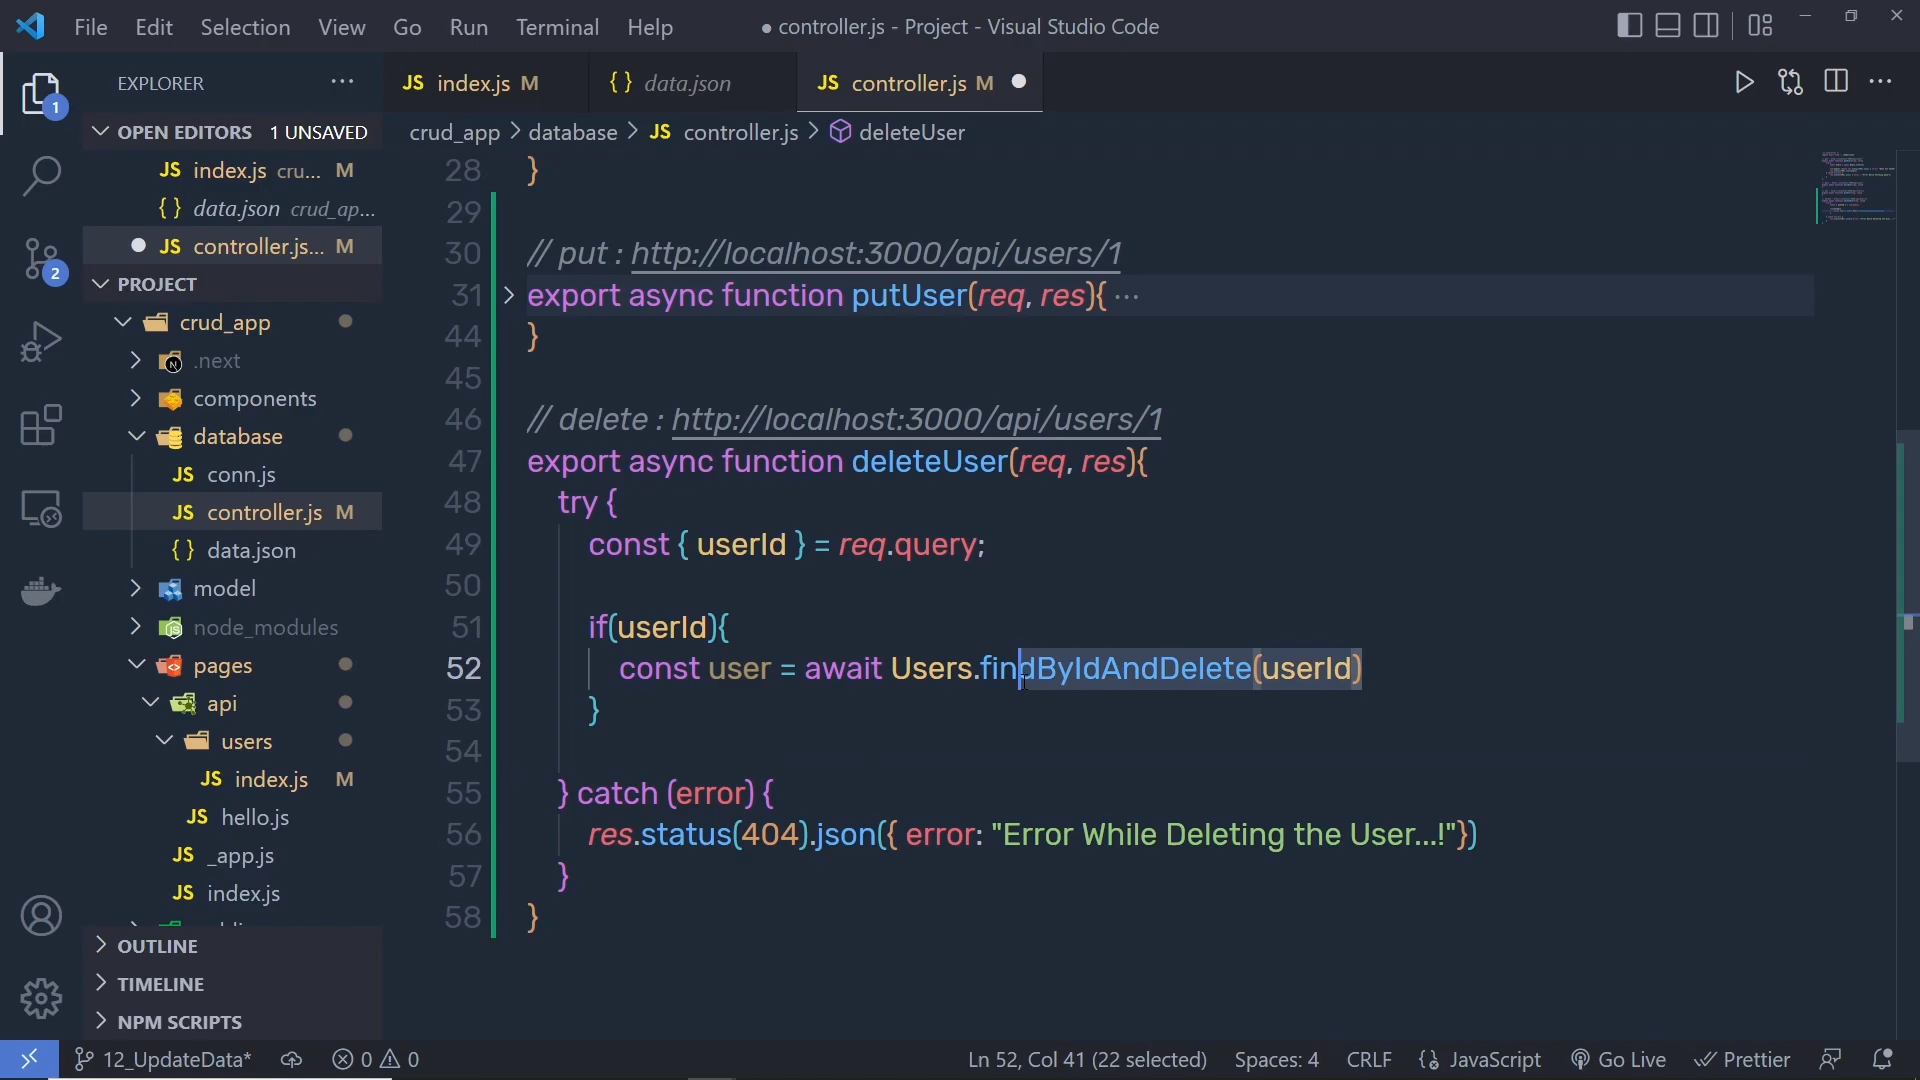 File Edit Selection View Go Run Terminal Help ● controller.js - Project - Visual Studio Code
EXPLORER ···
JS index.js M {} data.json JS controller.js M
OPEN EDITORS 1 UNSAVED
crud_app > database > JS controller.js > deleteUser
JS index.js cru... M
{} data.json crud_ap...
JS controller.js... M
PROJECT
crud_app
.next
components
database
JS conn.js
JS controller.js M
{} data.json
model
node_modules
pages
api
users
JS index.js M
JS hello.js
JS _app.js
JS index.js
OUTLINE
TIMELINE
NPM SCRIPTS
1
2
28 }
29
30 // put : http://localhost:3000/api/users/1
31 export async function putUser(req, res){ ···
44 }
45
46 // delete : http://localhost:3000/api/users/1
47 export async function deleteUser(req, res){
48 try {
49 const { userId } = req.query;
50
51 if(userId){
52 const user = await Users.findByIdAndDelete(userId)
53 }
54
55 } catch (error) {
56 res.status(404).json({ error: "Error While Deleting the User...!"})
57 }
58 }
12_UpdateData* 0 0 Ln 52, Col 41 (22 selected) Spaces: 4 CRLF {} JavaScript Go Live Prettier